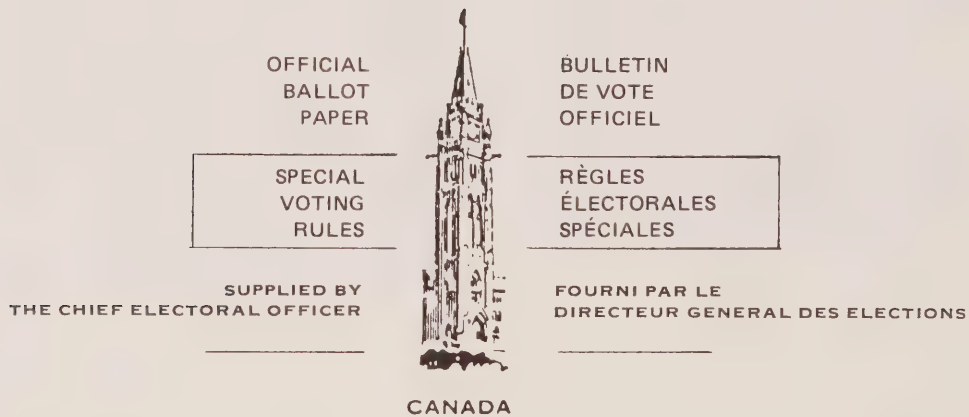 OFFICIAL
BALLOT
PAPER
BULLETIN
DE VOTE
OFFICIEL
SPECIAL
VOTING
RULES
RÈGLES
ÉLECTORALES
SPÉCIALES
SUPPLIED BY
THE CHIEF ELECTORAL OFFICER
FOURNI PAR LE
DIRECTEUR GENERAL DES ELECTIONS
CANADA